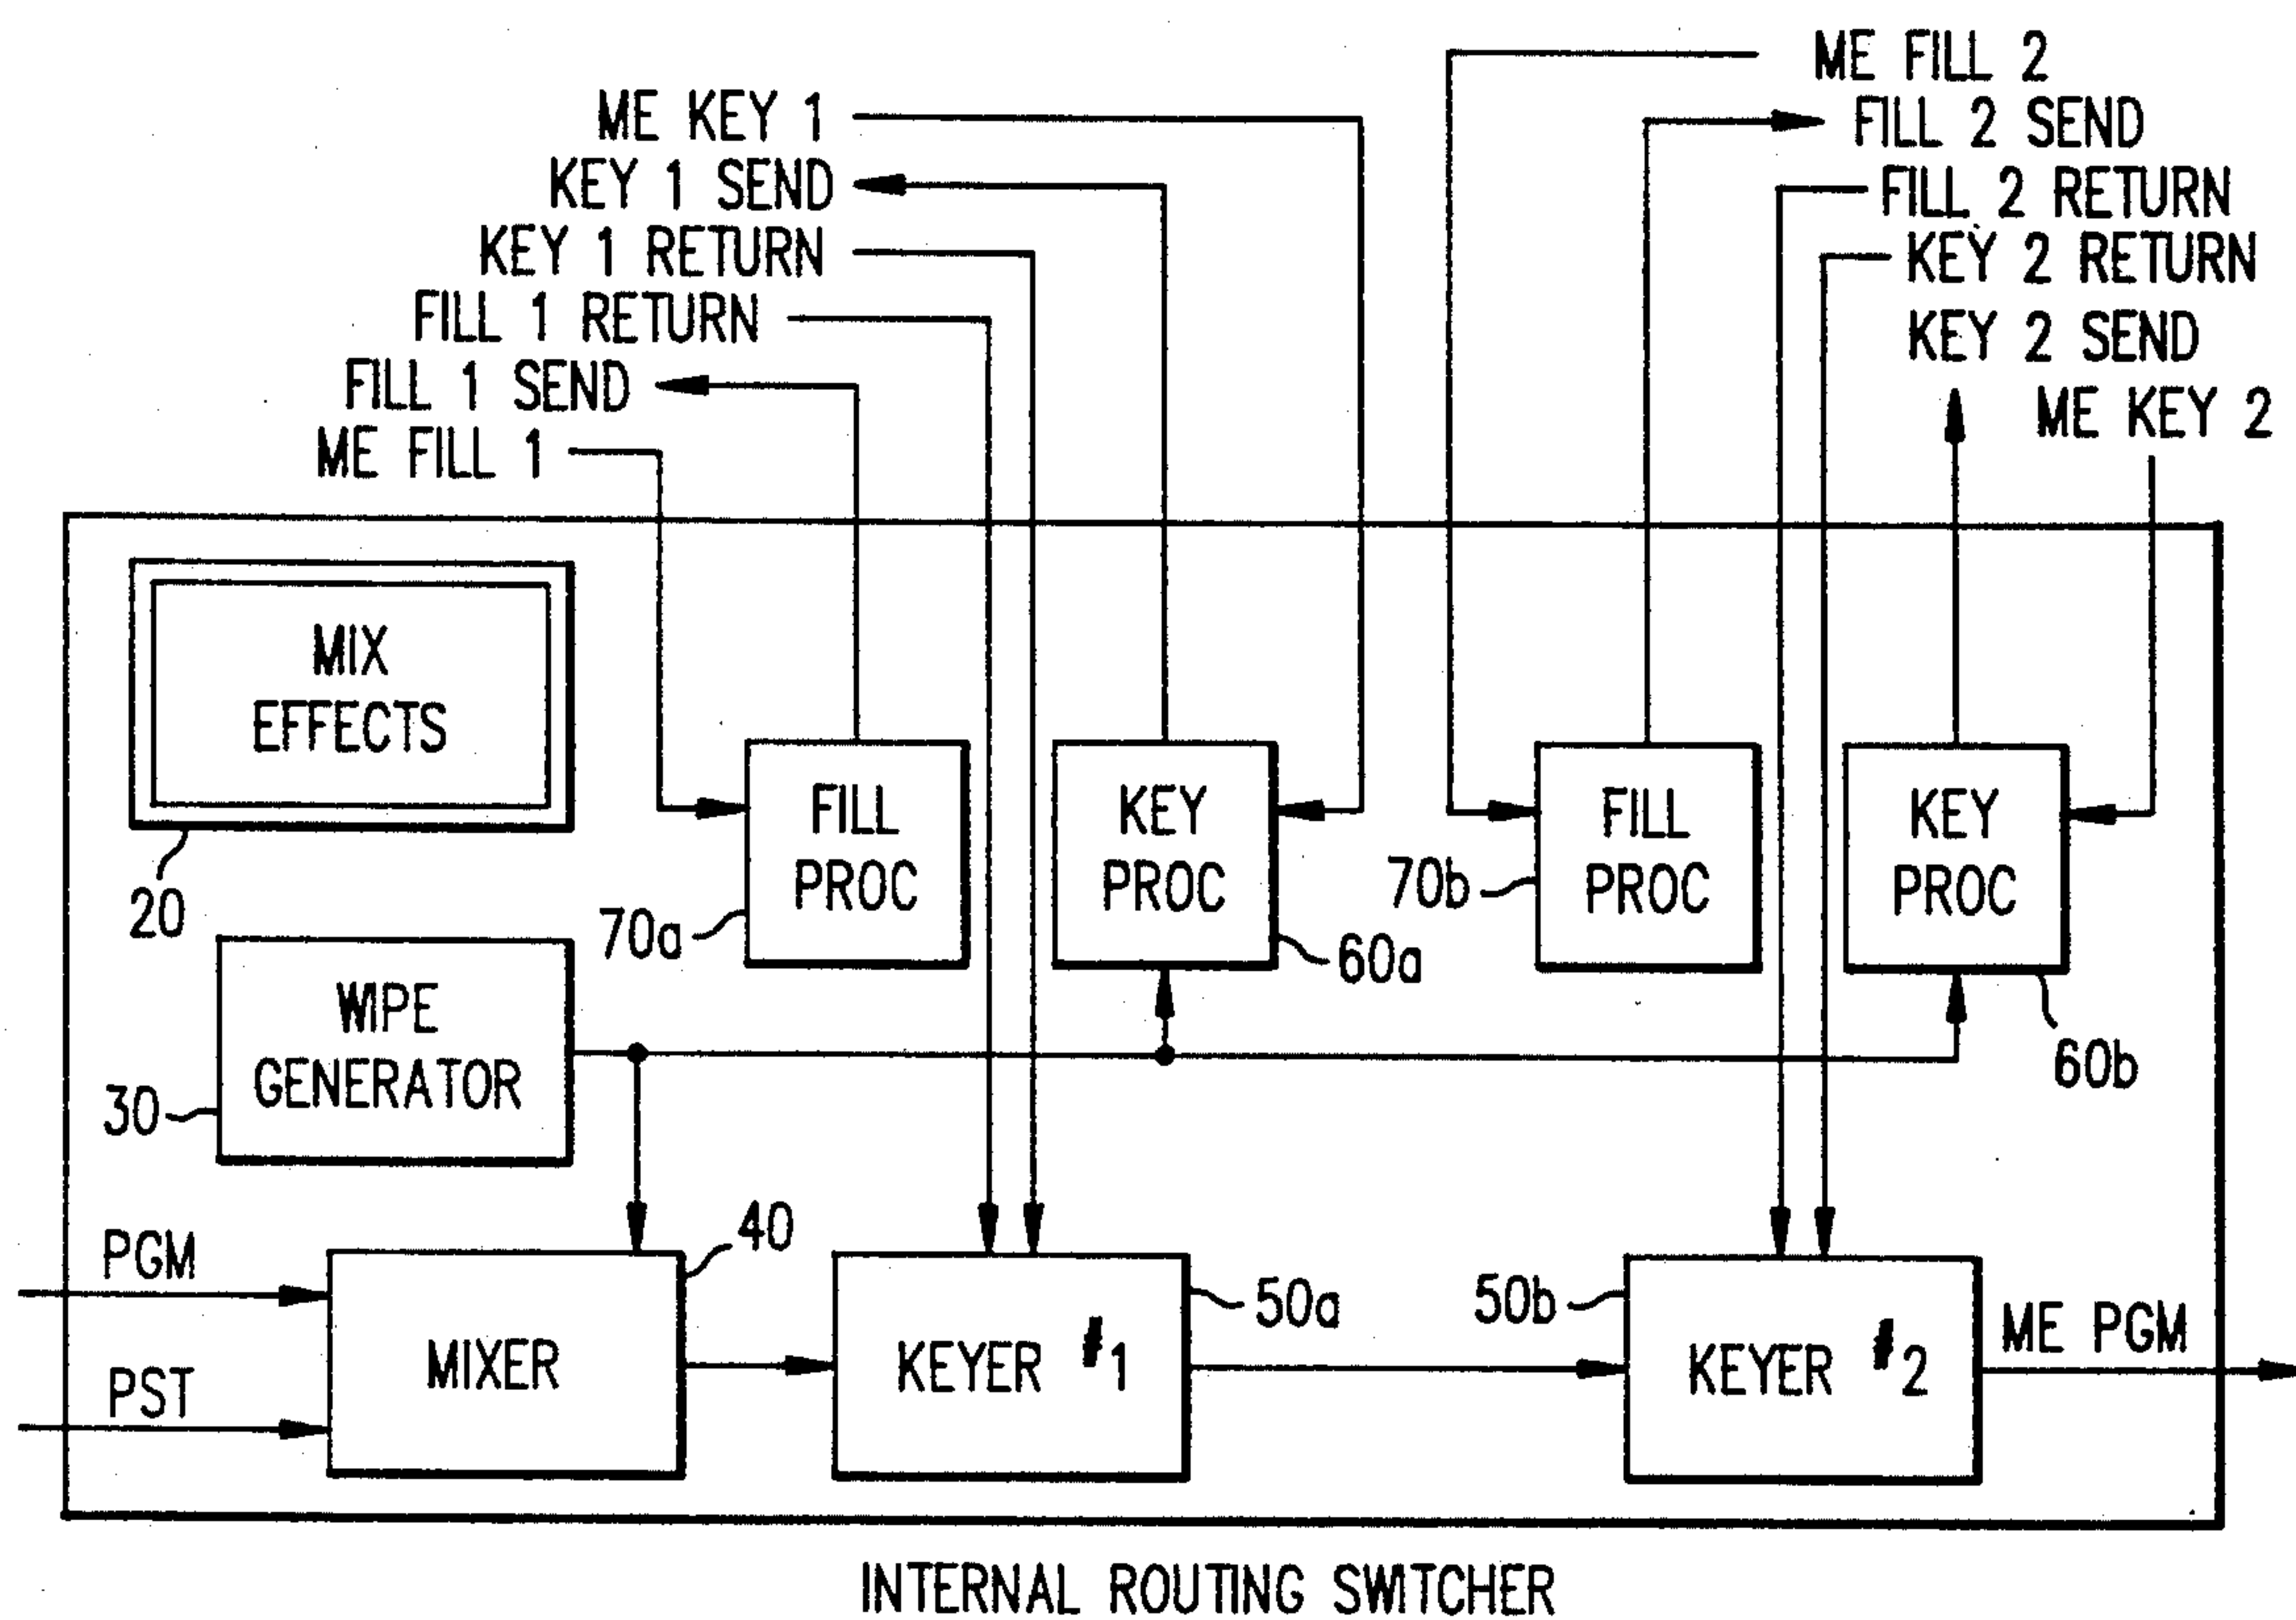 ME KEY 1
KEY 1 SEND
KEY 1 RETURN
FILL 1 RETURN
FILL 1 SEND
ME FILL 1
ME FILL 2
FILL 2 SEND
FILL 2 RETURN
KEY 2 RETURN
KEY 2 SEND
ME KEY 2
MIX
EFFECTS
20
FILL
PROC
70a
KEY
PROC
60a
FILL
PROC
70b
KEY
PROC
60b
WIPE
GENERATOR
30
PGM
PST
MIXER
40
KEYER #1
50a
KEYER #2
50b
ME PGM
INTERNAL ROUTING SWITCHER